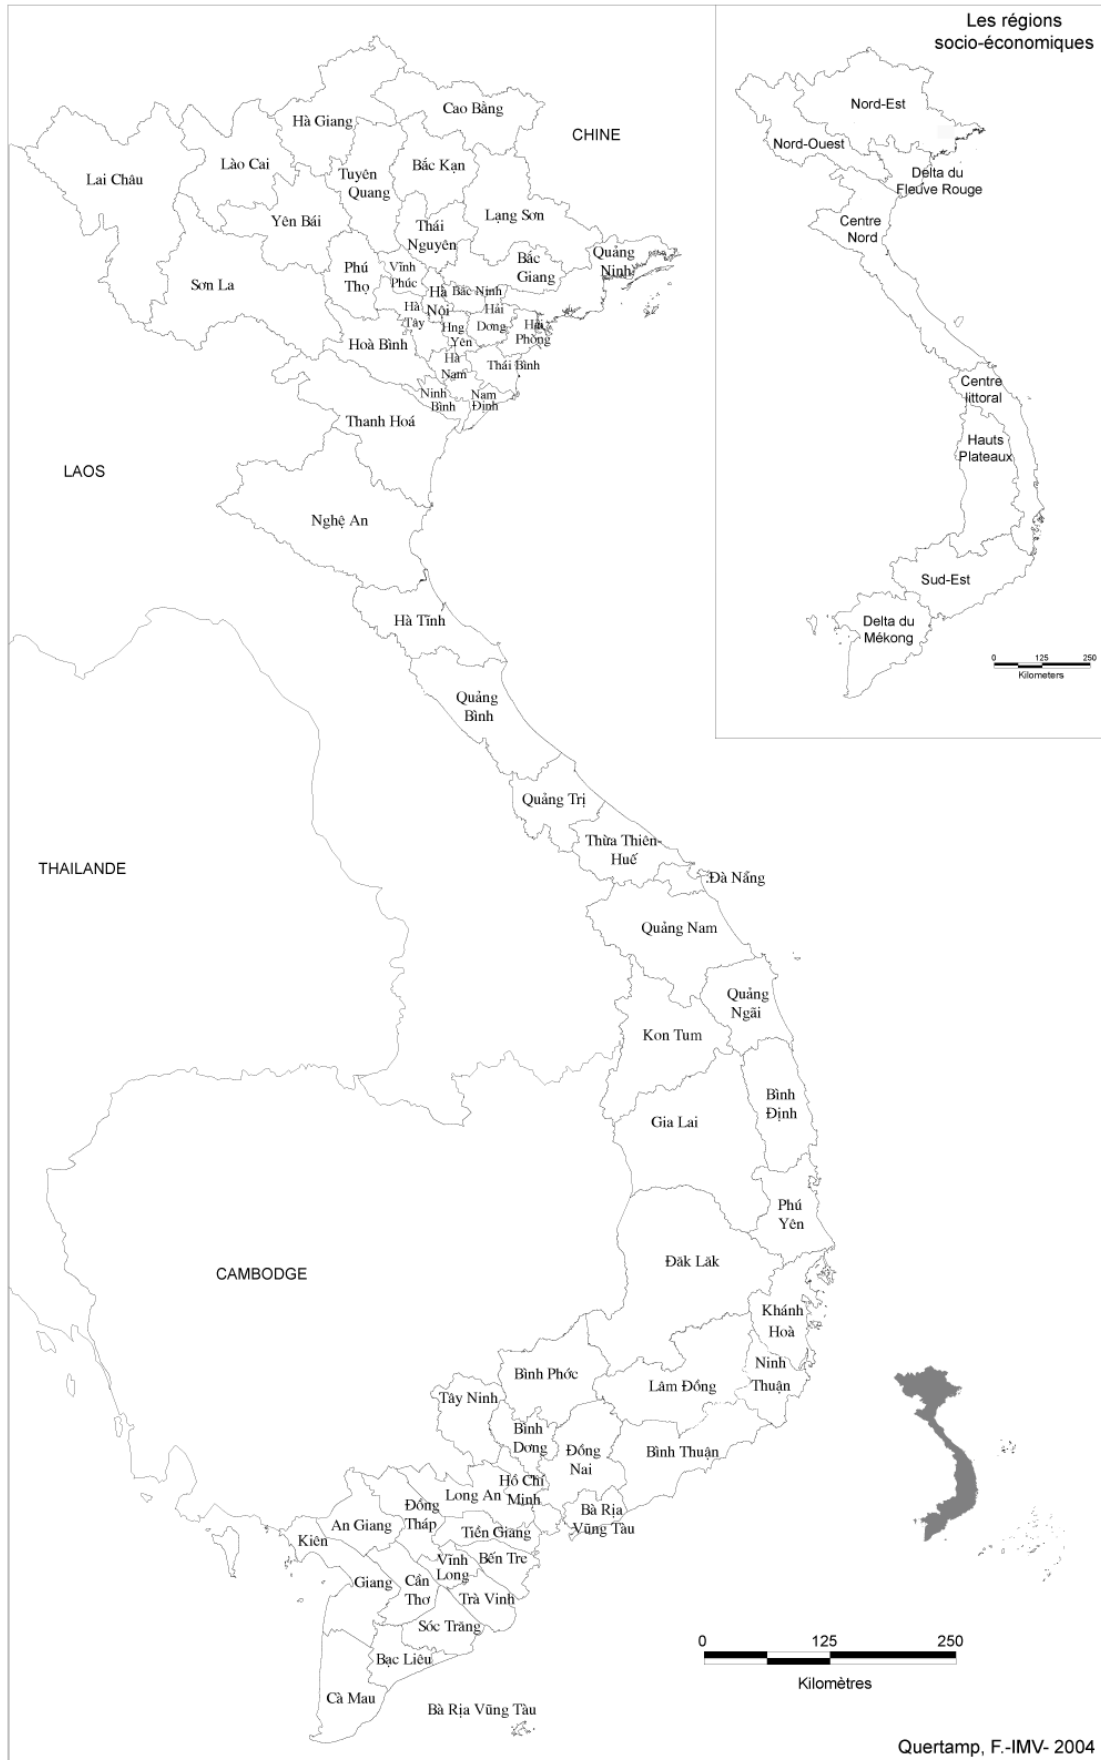 Les régions
socio-économiques
Nord-Est
Nord-Ouest
Delta du
Fleuve Rouge
Centre
Nord
Centre
littoral
Hauts
Plateaux
Sud-Est
Delta du
Mékong
0 125 250
Kilometers
CHINE
LAOS
THAILANDE
CAMBODGE
Cao Bằng
Hà Giang
Lào Cai
Lai Châu
Tuyên
Quang
Bắc Kạn
Yên Bái
Lạng Sơn
Thái
Nguyên
Sơn La
Phú
Thọ
Vĩnh
Phúc
Bắc
Giang
Quảng
Ninh
Hà
Nôi
Bắc Ninh
Hà
Tây
Hải
Dơng
Hng
Yên
Hải
Phòng
Hoà Bình
Hà
Nam
Thái Bình
Ninh
Bình
Nam
Định
Thanh Hoá
Nghệ An
Hà Tĩnh
Quảng
Bình
Quảng Trị
Thừa Thiên-
Huế
Đà Nẵng
Quảng Nam
Quảng
Ngãi
Kon Tum
Bình
Định
Gia Lai
Phú
Yên
Đăk Lăk
Khánh
Hoà
Ninh
Thuận
Bình Phớc
Lâm Đồng
Tây Ninh
Bình
Dơng
Đồng
Nai
Bình Thuận
Hồ Chí
Minh
Long An
Bà Rịa
Vũng Tàu
Đồng
Tháp
An Giang
Tiền Giang
Kiên
Giang
Vĩnh
Long
Bến Tre
Cần
Thơ
Trà Vinh
Sóc Trăng
Bạc Liêu
Cà Mau
Bà Rịa Vũng Tàu
0 125 250
Kilomètres
Quertamp, F.-IMV- 2004